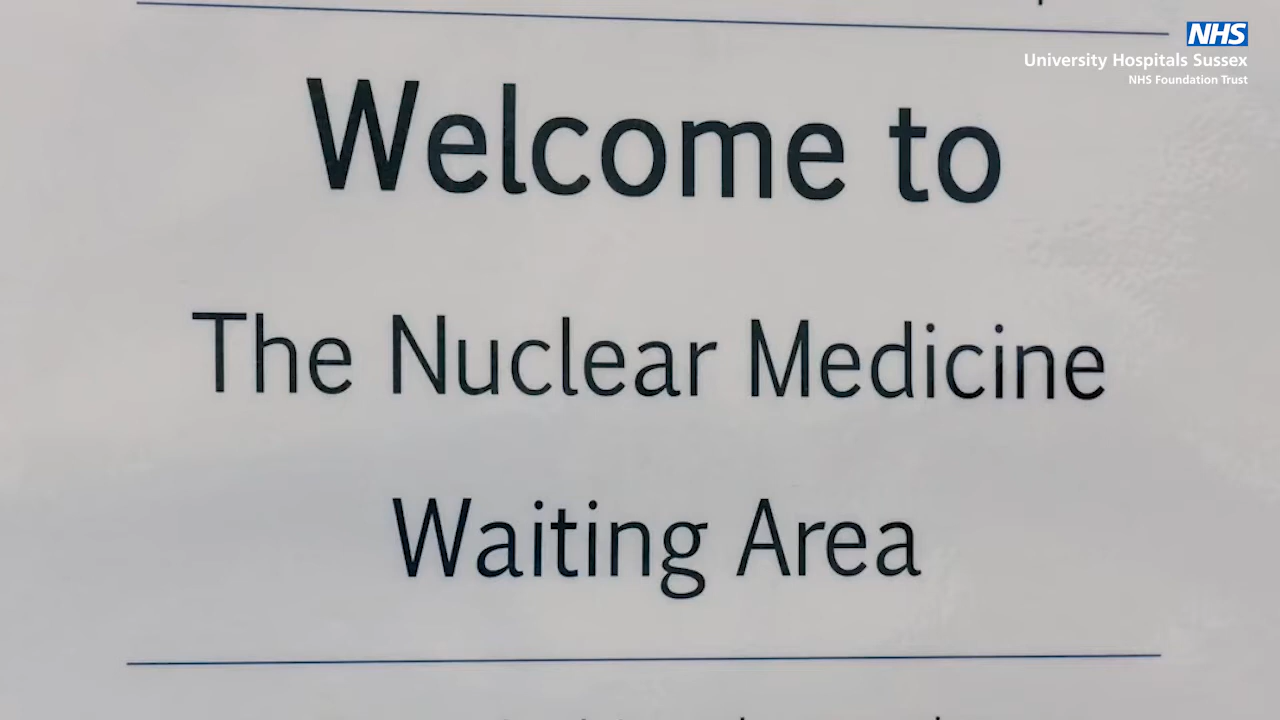 NHS
University Hospitals Sussex
NHS Foundation Trust
Welcome to
The Nuclear Medicine
Waiting Area